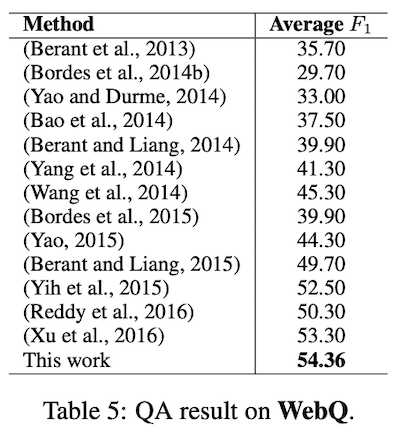 Method Average F1
(Berant et al., 2013) 35.70
(Bordes et al., 2014b) 29.70
(Yao and Durme, 2014) 33.00
(Bao et al., 2014) 37.50
(Berant and Liang, 2014) 39.90
(Yang et al., 2014) 41.30
(Wang et al., 2014) 45.30
(Bordes et al., 2015) 39.90
(Yao, 2015) 44.30
(Berant and Liang, 2015) 49.70
(Yih et al., 2015) 52.50
(Reddy et al., 2016) 50.30
(Xu et al., 2016) 53.30
This work 54.36
Table 5: QA result on WebQ.